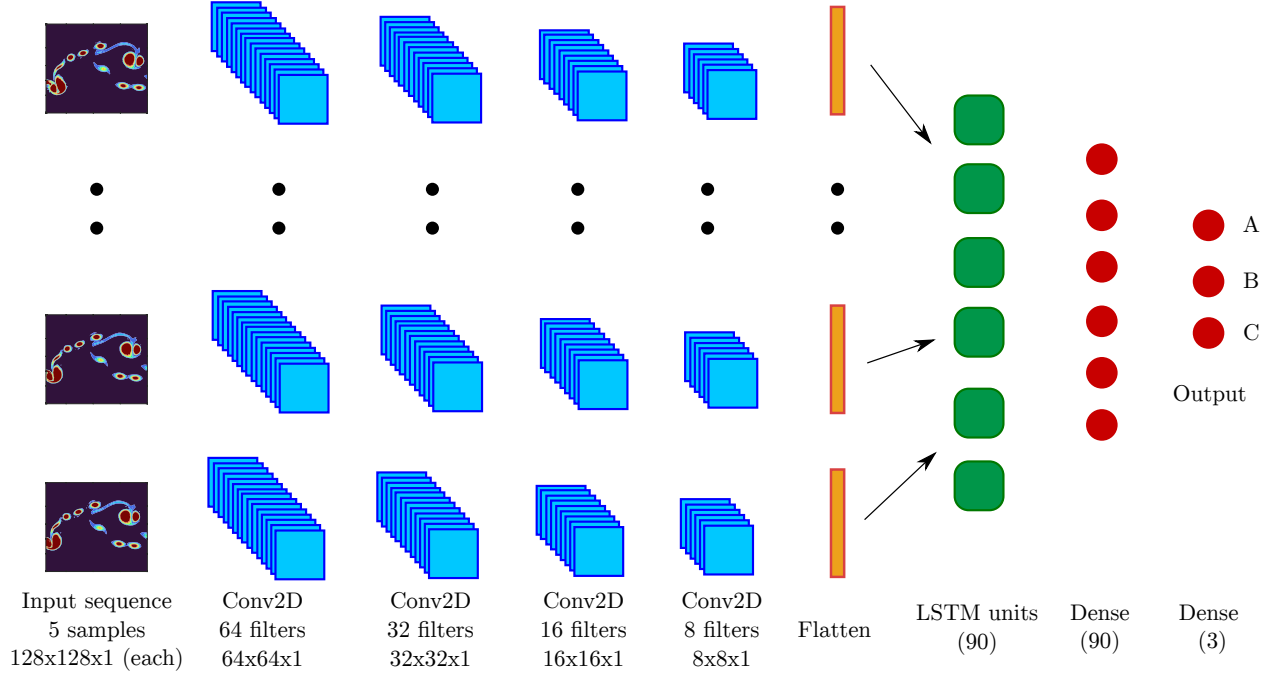 A
B
C
Output
Input sequence
5 samples
128x128x1 (each)
Conv2D
64 filters
64x64x1
Conv2D
32 filters
32x32x1
Conv2D
16 filters
16x16x1
Conv2D
8 filters
8x8x1
Flatten
LSTM units
(90)
Dense
(90)
Dense
(3)